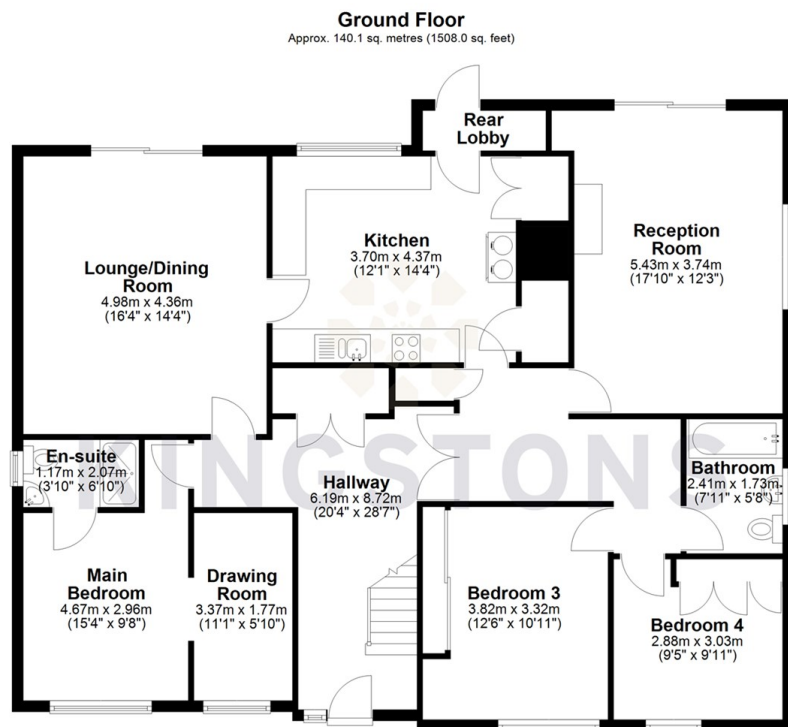 Ground Floor
Approx. 140.1 sq. metres (1508.0 sq. feet)
Rear
Lobby
Kitchen
3.70m x 4.37m
(12'1" x 14'4")
Reception
Room
5.43m x 3.74m
(17'10" x 12'3")
Lounge/Dining
Room
4.98m x 4.36m
(16'4" x 14'4")
KINGSTONS
En-suite
1.17m x 2.07m
(3'10" x 6'10")
Hallway
6.19m x 8.72m
(20'4" x 28'7")
Bathroom
2.41m x 1.73m
(7'11" x 5'8")
Main
Bedroom
4.67m x 2.96m
(15'4" x 9'8")
Drawing
Room
3.37m x 1.77m
(11'1" x 5'10")
Bedroom 3
3.82m x 3.32m
(12'6" x 10'11")
Bedroom 4
2.88m x 3.03m
(9'5" x 9'11")